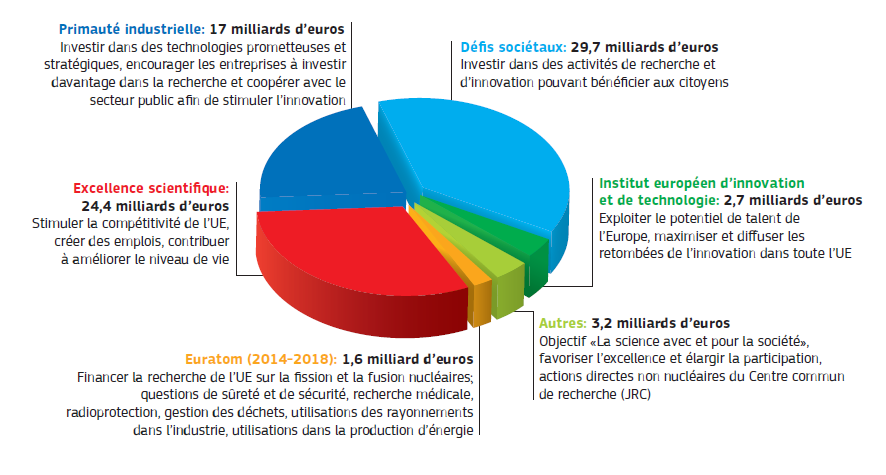 Primauté industrielle: 17 milliards d'euros
Investir dans des technologies prometteuses et
stratégiques, encourager les entreprises à investir
davantage dans la recherche et coopérer avec le
secteur public afin de stimuler l'innovation
Défis sociétaux: 29,7 milliards d'euros
Investir dans des activités de recherche et
d'innovation pouvant bénéficier aux citoyens
Excellence scientifique:
24,4 milliards d'euros
Stimuler la compétitivité de l'UE,
créer des emplois, contribuer
à améliorer le niveau de vie
Institut européen d'innovation
et de technologie: 2,7 milliards d'euros
Exploiter le potentiel de talent de
l'Europe, maximiser et diffuser les
retombées de l'innovation dans toute l'UE
Autres: 3,2 milliards d'euros
Objectif «La science avec et pour la société»,
favoriser l'excellence et élargir la participation,
actions directes non nucléaires du Centre commun
de recherche (JRC)
Euratom (2014-2018): 1,6 milliard d'euros
Financer la recherche de l'UE sur la fission et la fusion nucléaires;
questions de sûreté et de sécurité, recherche médicale,
radioprotection, gestion des déchets, utilisations des rayonnements
dans l'industrie, utilisations dans la production d'énergie